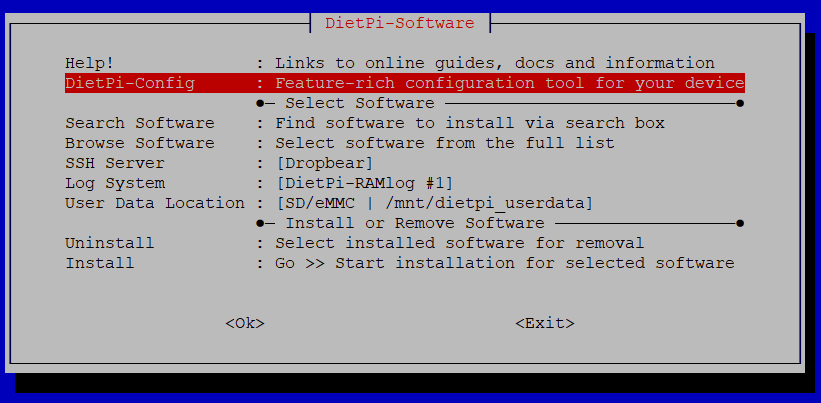 DietPi-Software
Help! : Links to online guides, docs and information
DietPi-Config : Feature-rich configuration tool for your device
●─ Select Software ─●
Search Software : Find software to install via search box
Browse Software : Select software from the full list
SSH Server : [Dropbear]
Log System : [DietPi-RAMlog #1]
User Data Location : [SD/eMMC | /mnt/dietpi_userdata]
●─ Install or Remove Software ─●
Uninstall : Select installed software for removal
Install : Go >> Start installation for selected software
<Ok> <Exit>